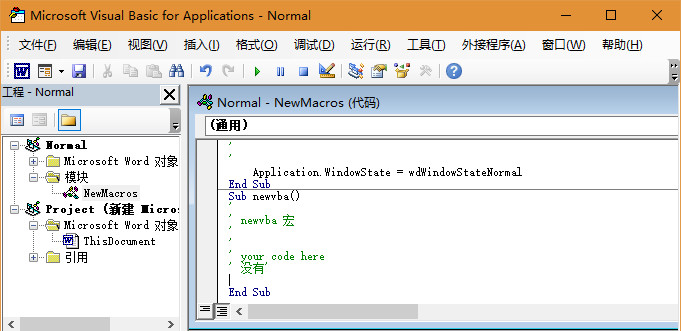 Microsoft Visual Basic for Applications - Normal
文件(F) 编辑(E) 视图(V) 插入(I) 格式(O) 调试(D) 运行(R) 工具(T) 外接程序(A) 窗口(W) 帮助(H)
工程 - Normal
Normal
Microsoft Word 对象
模块
NewMacros
Project (新建 Micros
Microsoft Word 对象
ThisDocument
引用
Normal - NewMacros (代码)
(通用)
'
'
Application.WindowState = wdWindowStateNormal
End Sub
Sub newvba()
'
' newvba 宏
'
'
' your code here
' 没有
End Sub